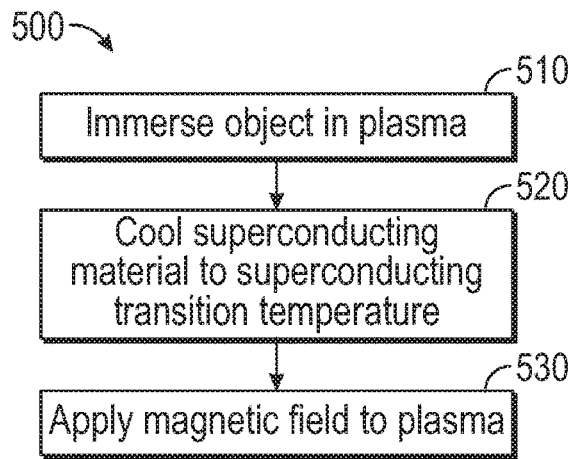 500
510
Immerse object in plasma
520
Cool superconducting
material to superconducting
transition temperature
530
Apply magnetic field to plasma